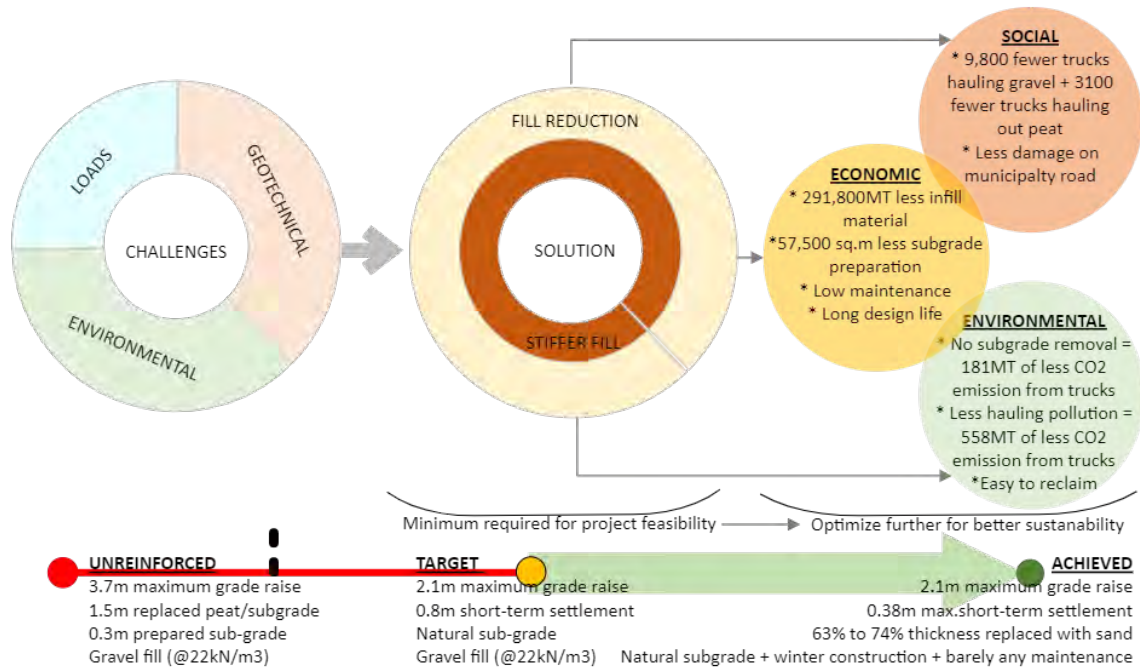 LOADS
GEOTECHNICAL
CHALLENGES
ENVIRONMENTAL
FILL REDUCTION
SOLUTION
STIFFER FILL
SOCIAL
* 9,800 fewer trucks
hauling gravel + 3100
fewer trucks hauling
out peat
* Less damage on
municipalty road
ECONOMIC
* 291,800MT less infill
material
*57,500 sq.m less subgrade
preparation
* Low maintenance
* Long design life
ENVIRONMENTAL
* No subgrade removal =
181MT of less CO2
emission from trucks
* Less hauling pollution =
558MT of less CO2
emission from trucks
*Easy to reclaim
Minimum required for project feasibility
Optimize further for better sustanability
UNREINFORCED
3.7m maximum grade raise
1.5m replaced peat/subgrade
0.3m prepared sub-grade
Gravel fill (@22kN/m3)
TARGET
2.1m maximum grade raise
0.8m short-term settlement
Natural sub-grade
Gravel fill (@22kN/m3)
ACHIEVED
2.1m maximum grade raise
0.38m max.short-term settlement
63% to 74% thickness replaced with sand
Natural subgrade + winter construction + barely any maintenance